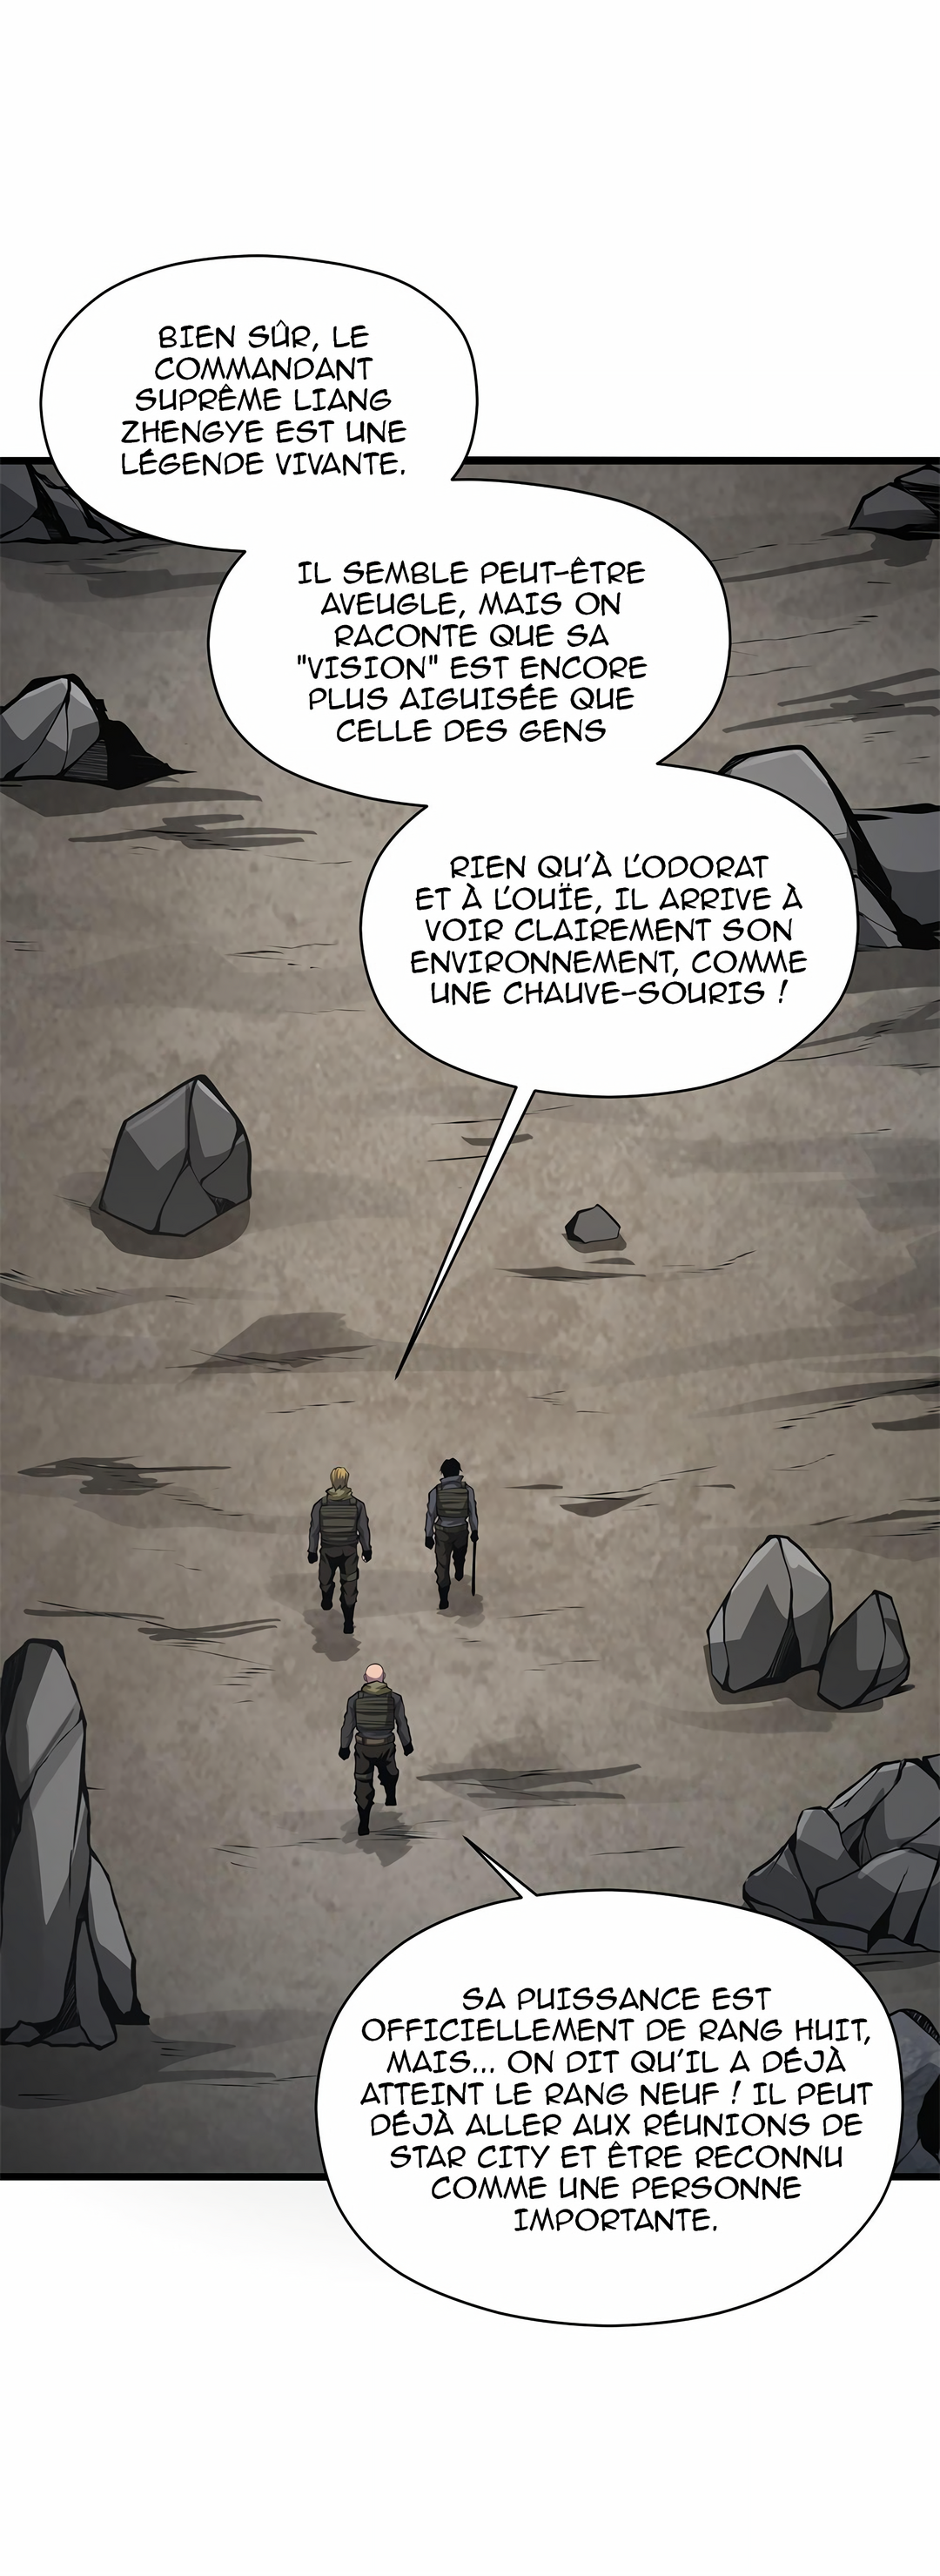 BIEN SÛR, LE
COMMANDANT
SUPRÊME LIANG
ZHENGYE EST UNE
LÉGENDE VIVANTE.
IL SEMBLE PEUT-ÊTRE
AVEUGLE, MAIS ON
RACONTE QUE SA
"VISION" EST ENCORE
PLUS AIGUISÉE QUE
CELLE DES GENS
RIEN QU'À L'ODORAT
ET À L'OUÏE, IL ARRIVE À
VOIR CLAIREMENT SON
ENVIRONNEMENT, COMME
UNE CHAUVE-SOURIS !
SA PUISSANCE EST
OFFICIELLEMENT DE RANG HUIT,
MAIS... ON DIT QU'IL A DÉJÀ
ATTEINT LE RANG NEUF ! IL PEUT
DÉJÀ ALLER AUX RÉUNIONS DE
STAR CITY ET ÊTRE RECONNU
COMME UNE PERSONNE
IMPORTANTE.